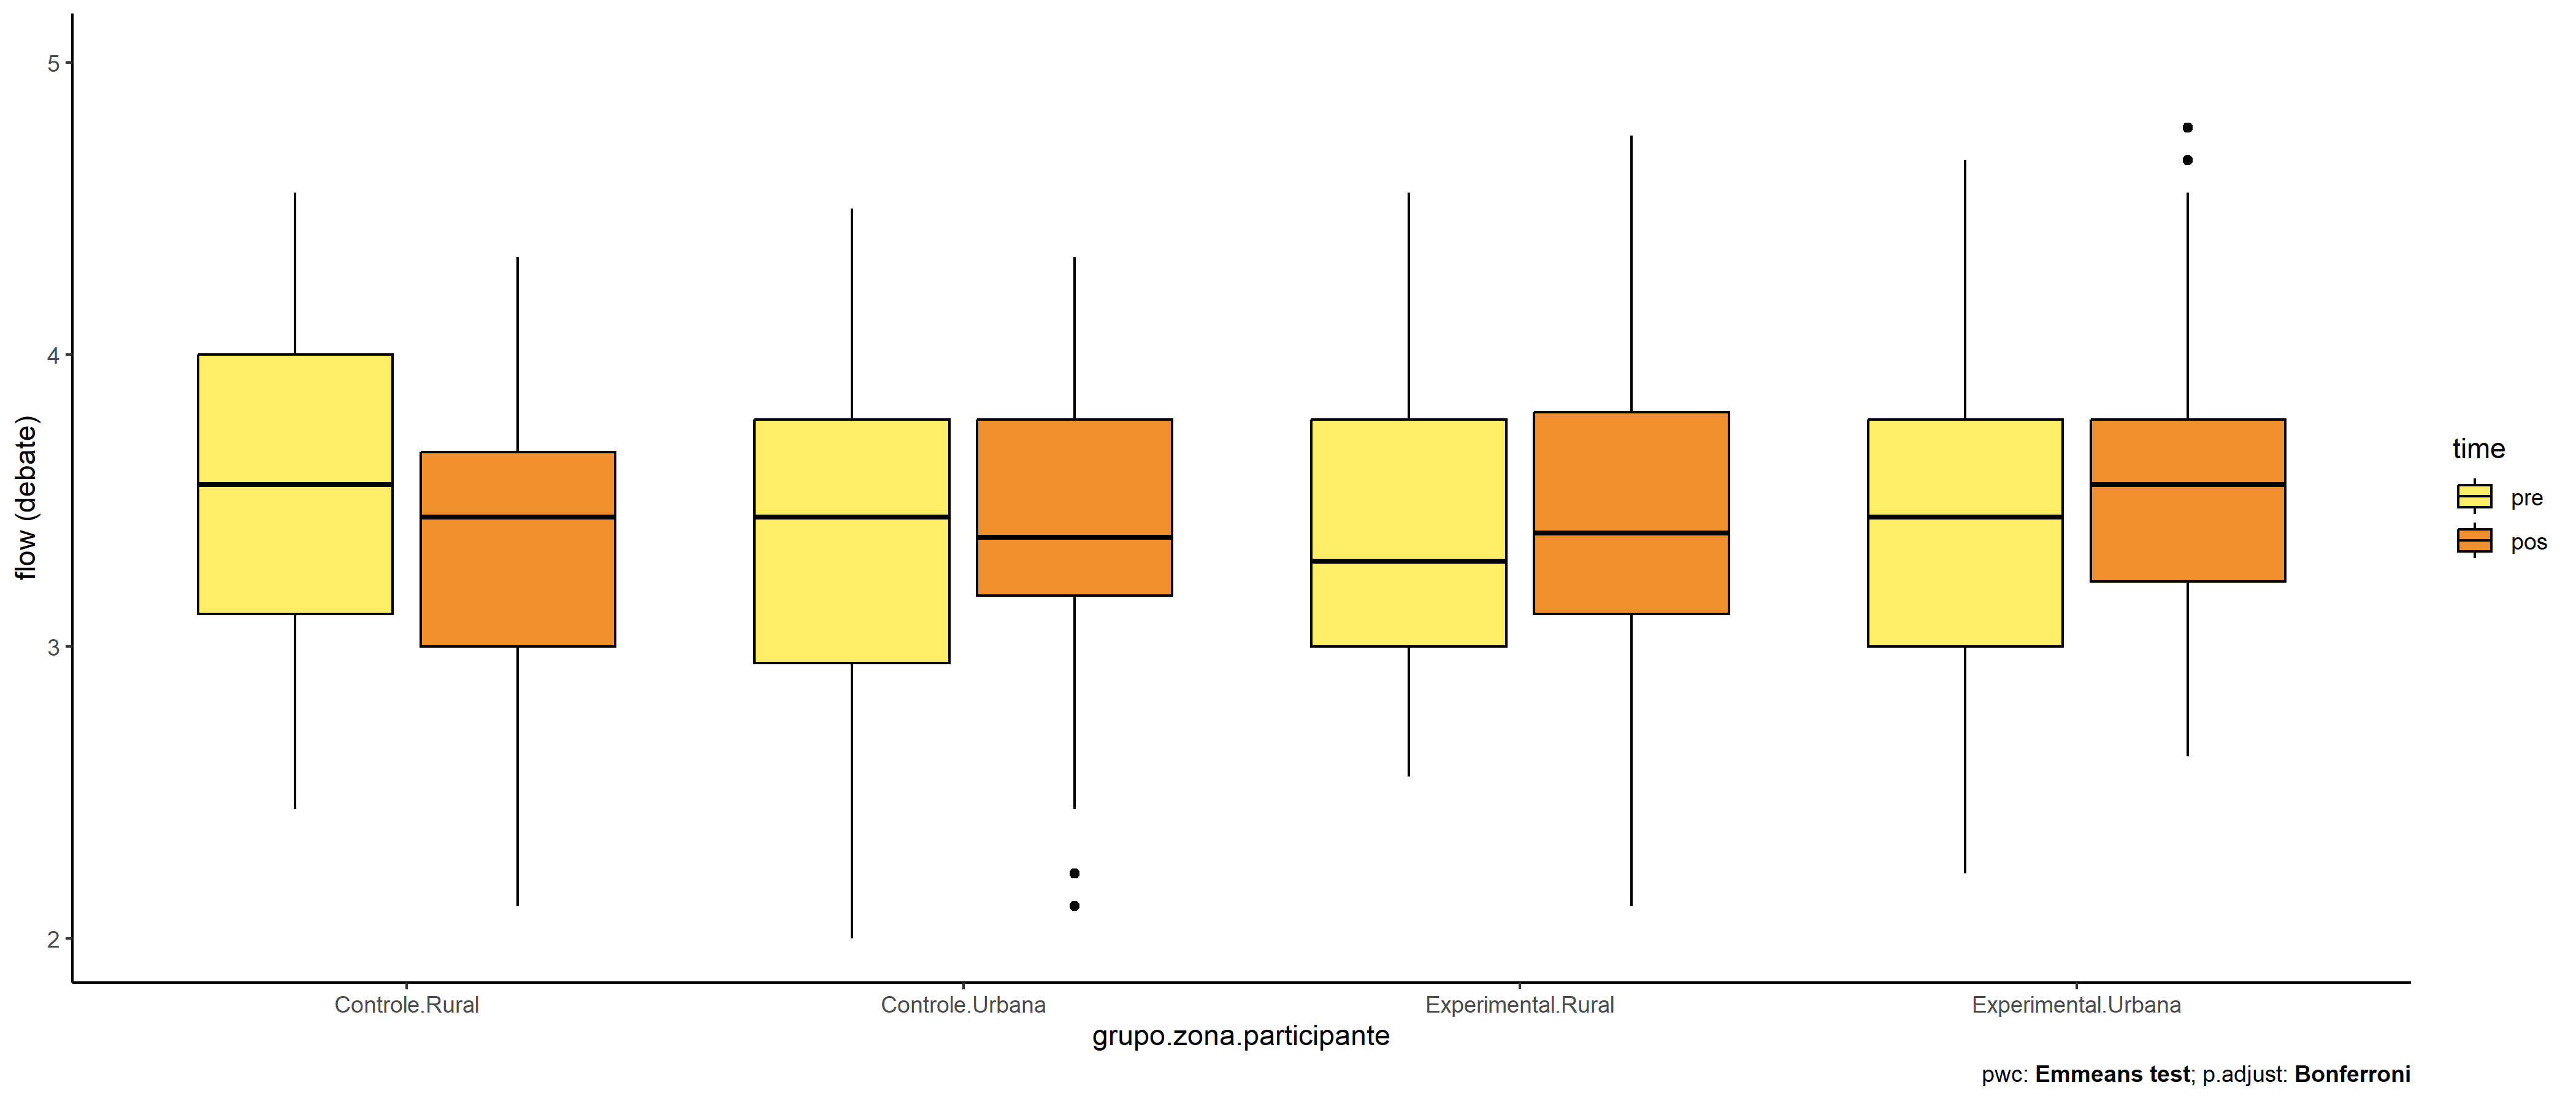 5
4
3
2
flow (debate)
Controle.Rural
Controle.Urbana
Experimental.Rural
Experimental.Urbana
grupo.zona.participante
time
pre
pos
pwc: Emmeans test; p.adjust: Bonferroni